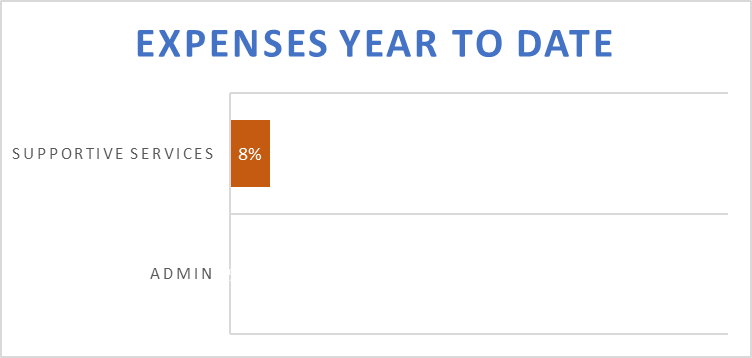 EXPENSES YEAR TO DATE
SUPPORTIVE SERVICES
8%
ADMIN